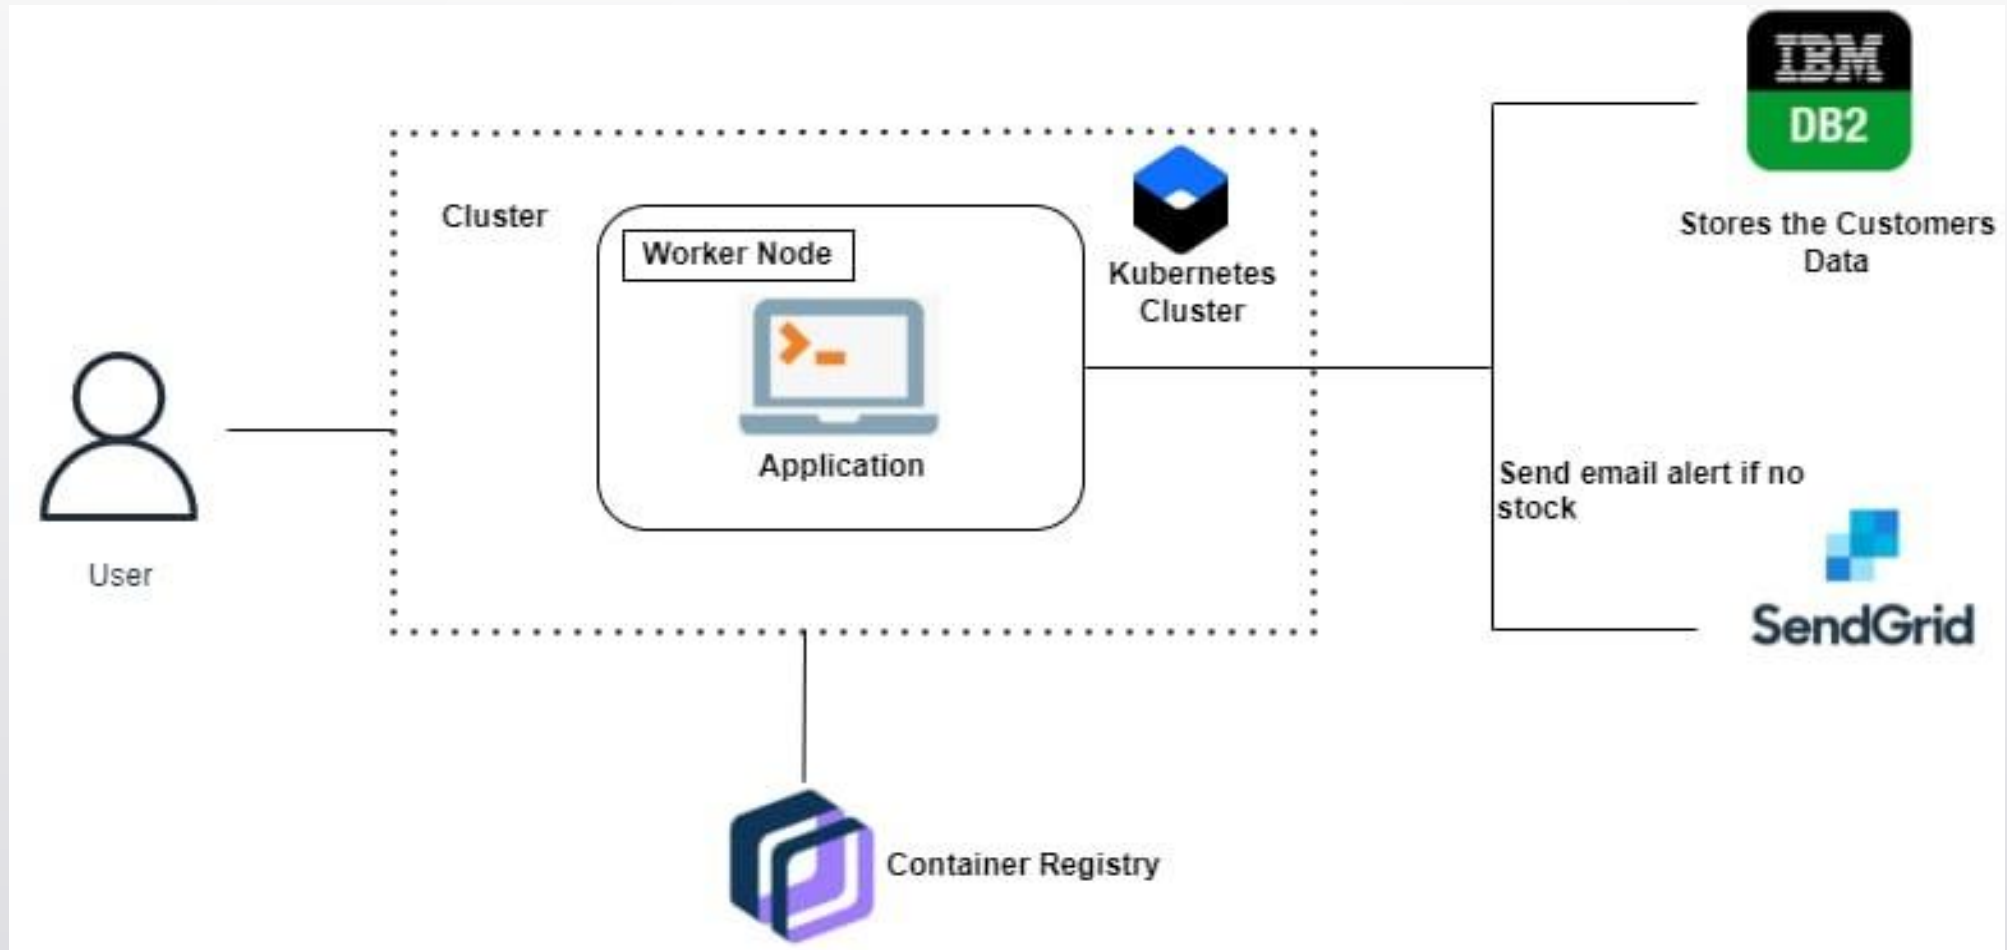 IBM
DB2
Stores the Customers
Data
Cluster
Worker Node
Kubernetes
Cluster
Application
Send email alert if no
stock
SendGrid
User
Container Registry